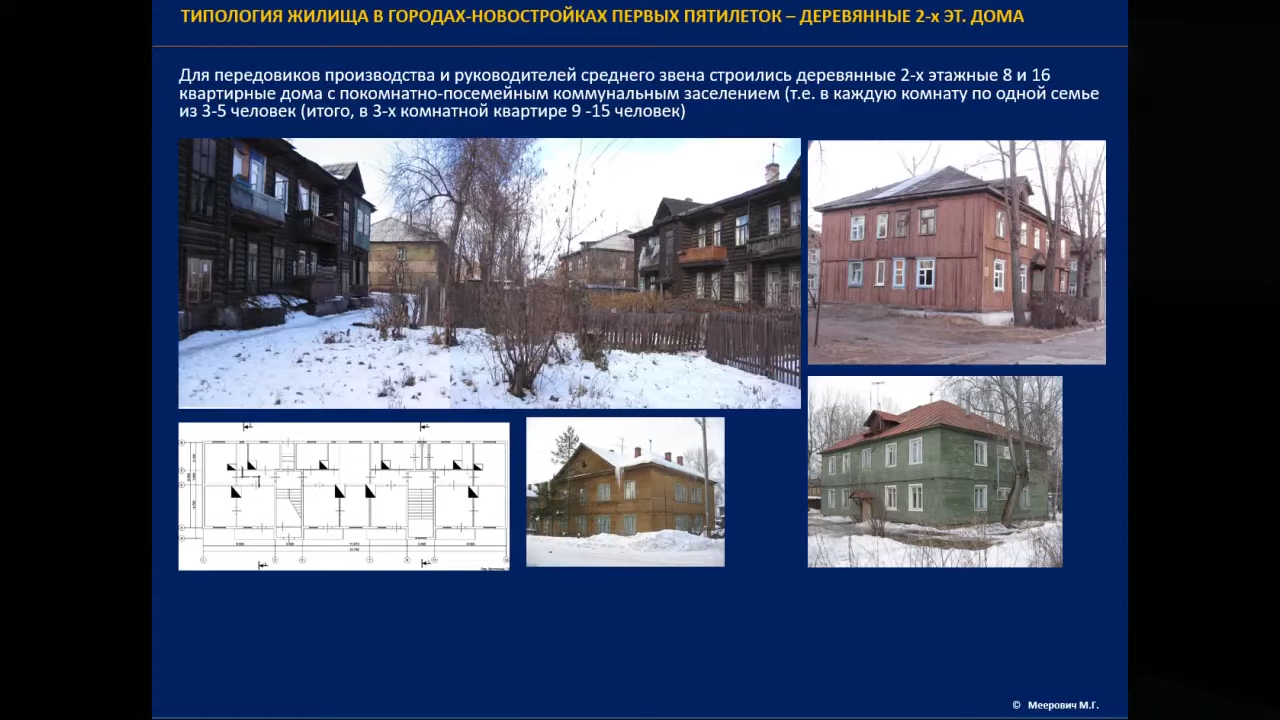 ТИПОЛОГИЯ ЖИЛИЩА В ГОРОДАХ-НОВОСТРОЙКАХ ПЕРВЫХ ПЯТИЛЕТОК – ДЕРЕВЯННЫЕ 2-х ЭТ. ДОМА
Для передовиков производства и руководителей среднего звена строились деревянные 2-х этажные 8 и 16
квартирные дома с покомнатно-посемейным коммунальным заселением (т.е. в каждую комнату по одной семье
из 3-5 человек (итого, в 3-х комнатной квартире 9 -15 человек)
© Меерович М.Г.